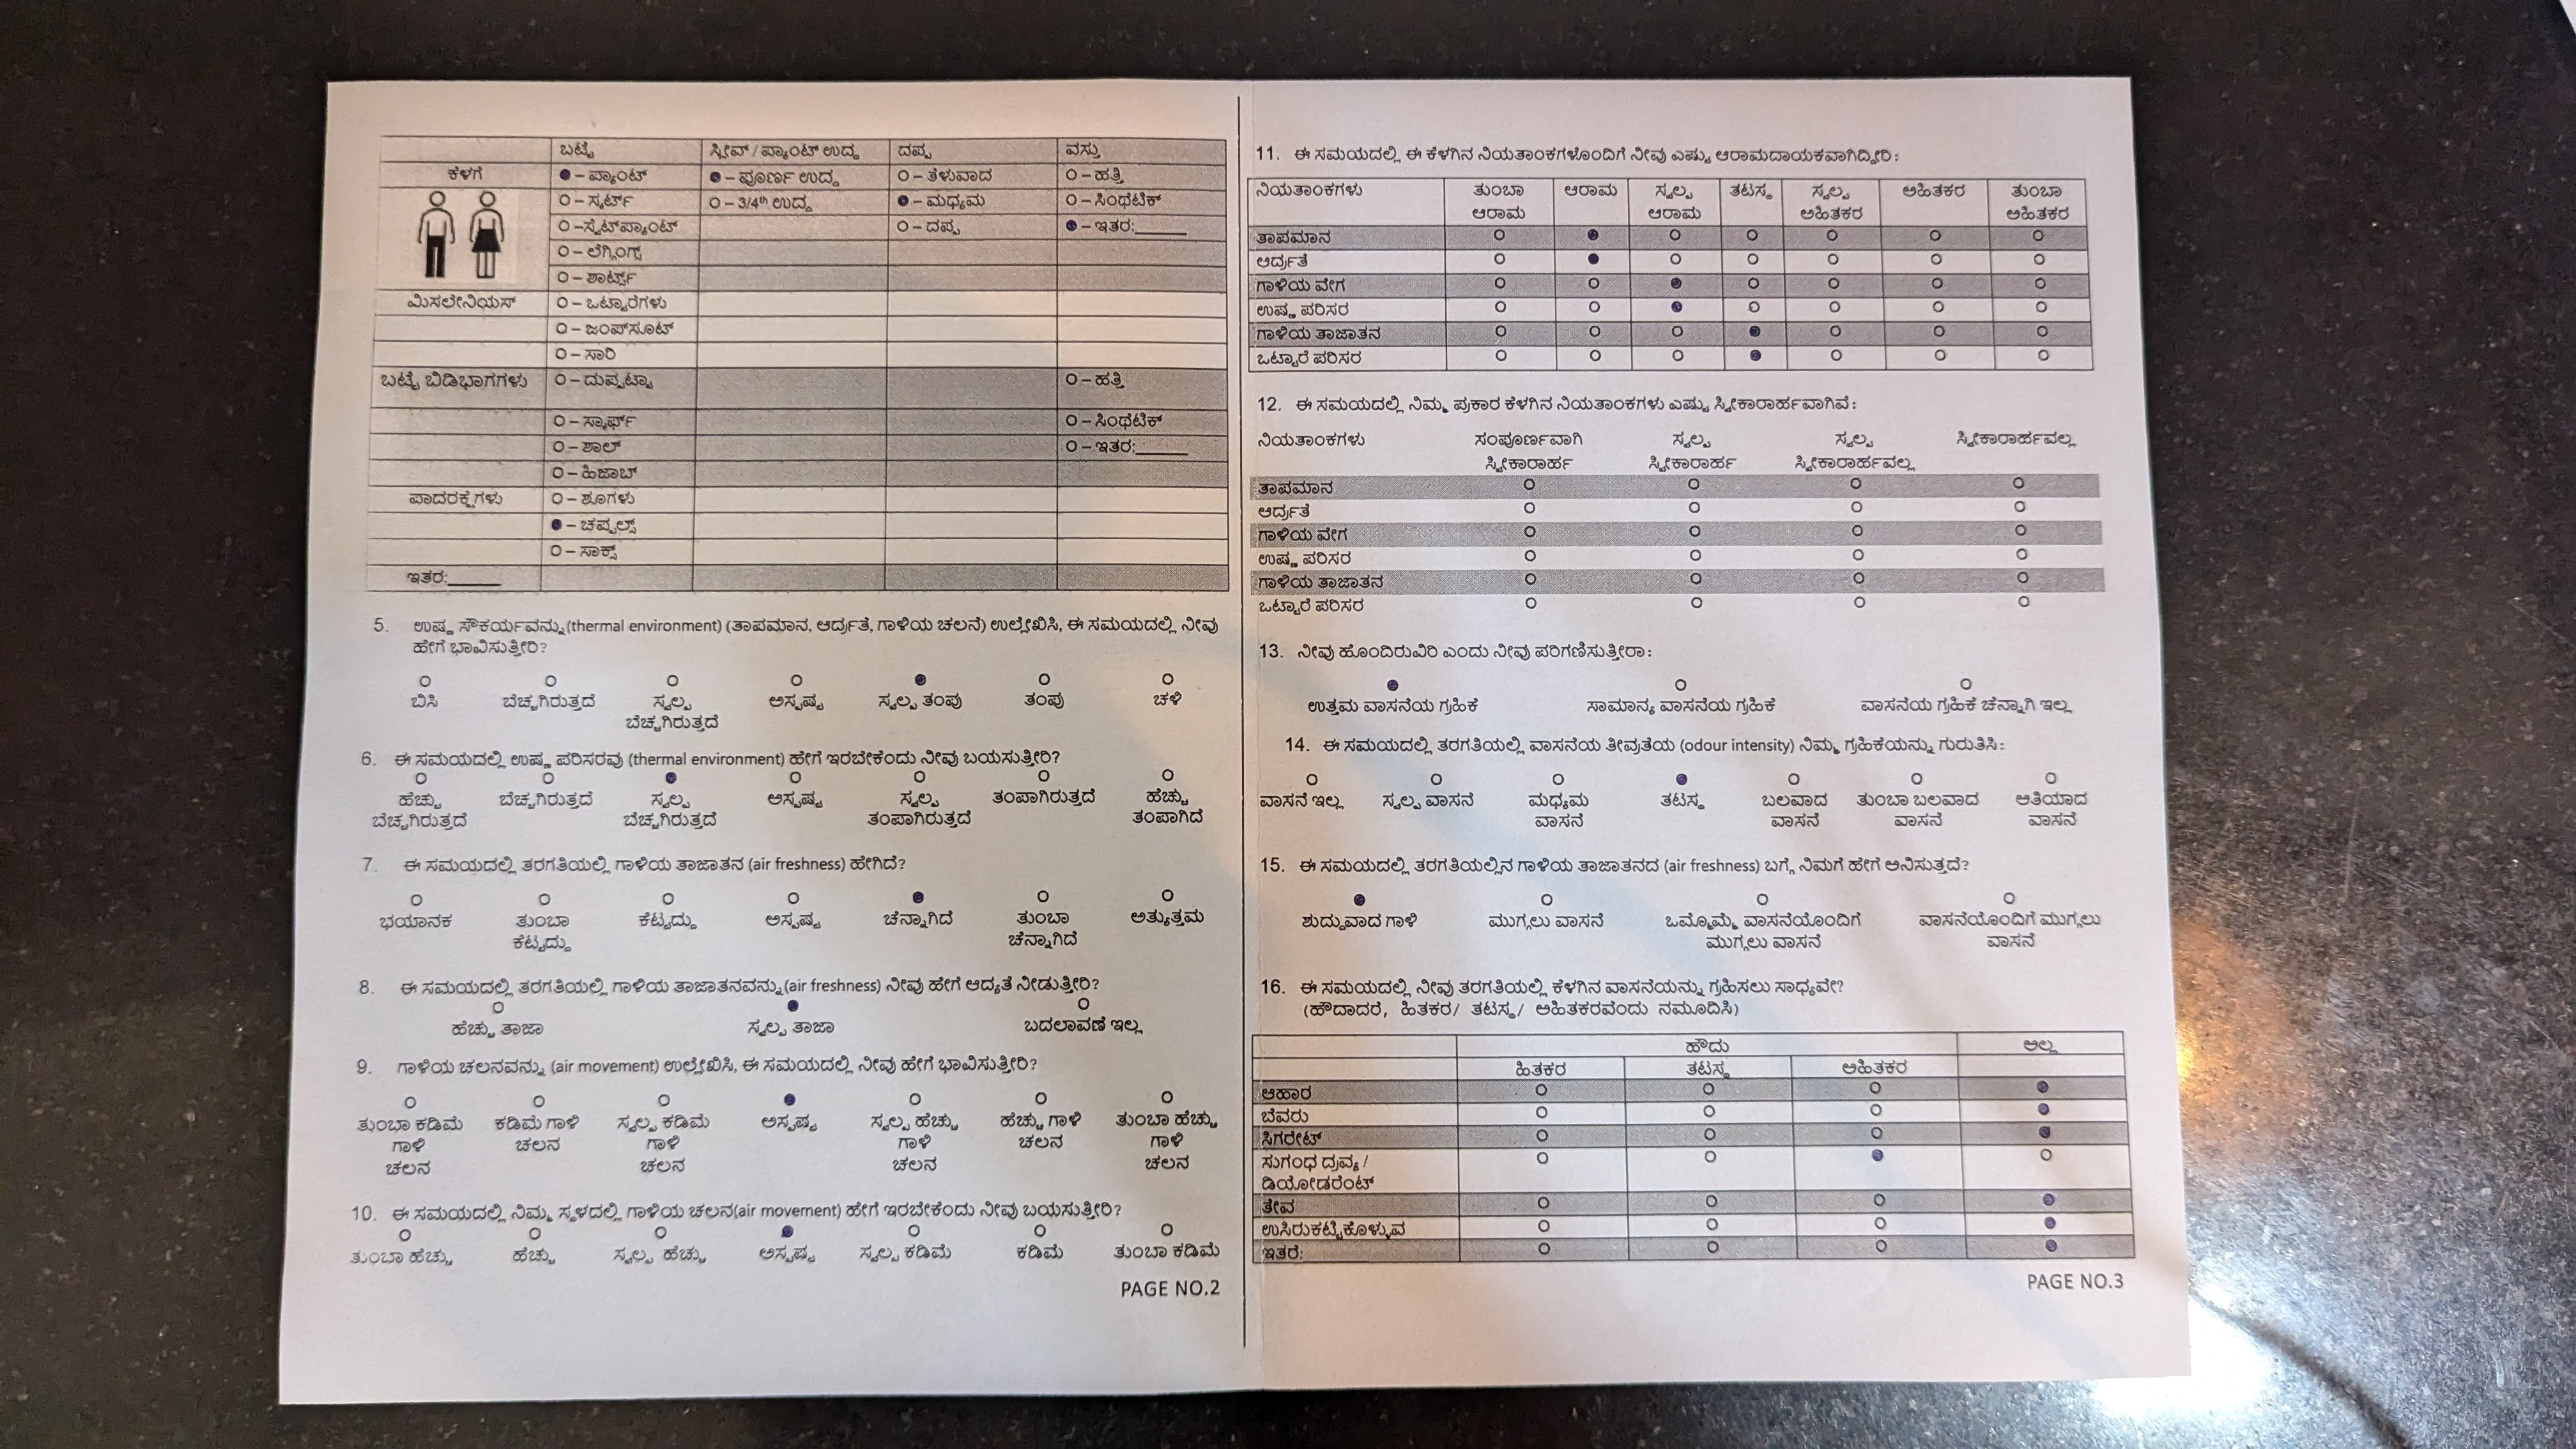 ಬಟ್ಟೆ ಸ್ಲೀವ್ / ಪ್ಯಾಂಟ್ ಉದ್ದ ದಪ್ಪ ವಸ್ತು
ಕೆಳಗೆ ●–ಪ್ಯಾಂಟ್ ●–ಪೂರ್ಣ ಉದ್ದ O–ತೆಳುವಾದ O–ಹತ್ತಿ
O–ಸ್ಕರ್ಟ್ O–3/4th ಉದ್ದ ●–ಮಧ್ಯಮ O–ಸಿಂಥೆಟಿಕ್
O–ಸ್ವೆಟ್‌ಪ್ಯಾಂಟ್ O–ದಪ್ಪ ●–ಇತರ:______
O–ಲೆಗ್ಗಿಂಗ್ಸ್
O–ಶಾರ್ಟ್ಸ್
ಮಿಸಲೇನಿಯಸ್ O–ಒಟ್ಟಾರೆಗಳು
O–ಜಂಪ್‌ಸೂಟ್
O–ಸಾರಿ
ಬಟ್ಟೆ ಬಿಡಿಭಾಗಗಳು O–ದುಪ್ಪಟ್ಟಾ O–ಹತ್ತಿ
O–ಸ್ಕಾರ್ಫ್ O–ಸಿಂಥೆಟಿಕ್
O–ಶಾಲ್ O–ಇತರ:______
O–ಹಿಜಾಬ್
ಪಾದರಕ್ಷೆಗಳು O–ಶೂಗಳು
●–ಚಪ್ಪಲ್ಸ್
O–ಸಾಕ್ಸ್
ಇತರ:______
5. ಉಷ್ಣ ಸೌಕರ್ಯವನ್ನು(thermal environment) (ತಾಪಮಾನ, ಆರ್ದ್ರತೆ, ಗಾಳಿಯ ಚಲನೆ) ಉಲ್ಲೇಖಿಸಿ, ಈ ಸಮಯದಲ್ಲಿ ನೀವು
ಹೇಗೆ ಭಾವಿಸುತ್ತೀರಿ?
O O O O ● O O
ಬಿಸಿ ಬೆಚ್ಚಗಿರುತ್ತದೆ ಸ್ವಲ್ಪ ಅಸ್ಪಷ್ಟ ಸ್ವಲ್ಪ ತಂಪು ತಂಪು ಚಳಿ
ಬೆಚ್ಚಗಿರುತ್ತದೆ
6. ಈ ಸಮಯದಲ್ಲಿ ಉಷ್ಣ ಪರಿಸರವು (thermal environment) ಹೇಗೆ ಇರಬೇಕೆಂದು ನೀವು ಬಯಸುತ್ತೀರಿ?
O O ● O O O O
ಹೆಚ್ಚು ಬೆಚ್ಚಗಿರುತ್ತದೆ ಸ್ವಲ್ಪ ಅಸ್ಪಷ್ಟ ಸ್ವಲ್ಪ ತಂಪಾಗಿರುತ್ತದೆ ಹೆಚ್ಚು
ಬೆಚ್ಚಗಿರುತ್ತದೆ ಬೆಚ್ಚಗಿರುತ್ತದೆ ತಂಪಾಗಿರುತ್ತದೆ ತಂಪಾಗಿದೆ
7. ಈ ಸಮಯದಲ್ಲಿ ತರಗತಿಯಲ್ಲಿ ಗಾಳಿಯ ತಾಜಾತನ (air freshness) ಹೇಗಿದೆ?
O O O O ● O O
ಭಯಾನಕ ತುಂಬಾ ಕೆಟ್ಟದ್ದು ಅಸ್ಪಷ್ಟ ಚೆನ್ನಾಗಿದೆ ತುಂಬಾ ಅತ್ಯುತ್ತಮ
ಕೆಟ್ಟದ್ದು ಚೆನ್ನಾಗಿದೆ
8. ಈ ಸಮಯದಲ್ಲಿ ತರಗತಿಯಲ್ಲಿ ಗಾಳಿಯ ತಾಜಾತನವನ್ನು(air freshness) ನೀವು ಹೇಗೆ ಆದ್ಯತೆ ನೀಡುತ್ತೀರಿ?
O ● O
ಹೆಚ್ಚು ತಾಜಾ ಸ್ವಲ್ಪ ತಾಜಾ ಬದಲಾವಣೆ ಇಲ್ಲ
9. ಗಾಳಿಯ ಚಲನವನ್ನು (air movement) ಉಲ್ಲೇಖಿಸಿ, ಈ ಸಮಯದಲ್ಲಿ ನೀವು ಹೇಗೆ ಭಾವಿಸುತ್ತೀರಿ?
O O O ● O O O
ತುಂಬಾ ಕಡಿಮೆ ಕಡಿಮೆ ಗಾಳಿ ಸ್ವಲ್ಪ ಕಡಿಮೆ ಅಸ್ಪಷ್ಟ ಸ್ವಲ್ಪ ಹೆಚ್ಚು ಹೆಚ್ಚು ಗಾಳಿ ತುಂಬಾ ಹೆಚ್ಚು
ಗಾಳಿ ಚಲನ ಗಾಳಿ ಗಾಳಿ ಚಲನ ಗಾಳಿ
ಚಲನ ಚಲನ ಚಲನ ಚಲನ
10. ಈ ಸಮಯದಲ್ಲಿ ನಿಮ್ಮ ಸ್ಥಳದಲ್ಲಿ ಗಾಳಿಯ ಚಲನ(air movement) ಹೇಗೆ ಇರಬೇಕೆಂದು ನೀವು ಬಯಸುತ್ತೀರಿ?
O O O ● O O O
ತುಂಬಾ ಹೆಚ್ಚು ಹೆಚ್ಚು ಸ್ವಲ್ಪ ಹೆಚ್ಚು ಅಸ್ಪಷ್ಟ ಸ್ವಲ್ಪ ಕಡಿಮೆ ಕಡಿಮೆ ತುಂಬಾ ಕಡಿಮೆ
PAGE NO.2
11. ಈ ಸಮಯದಲ್ಲಿ ಈ ಕೆಳಗಿನ ನಿಯತಾಂಕಗಳೊಂದಿಗೆ ನೀವು ಎಷ್ಟು ಆರಾಮದಾಯಕವಾಗಿದ್ದೀರಿ:
ನಿಯತಾಂಕಗಳು ತುಂಬಾ ಆರಾಮ ಸ್ವಲ್ಪ ತಟಸ್ಥ ಸ್ವಲ್ಪ ಅಹಿತಕರ ತುಂಬಾ
ಆರಾಮ ಆರಾಮ ಅಹಿತಕರ ಅಹಿತಕರ
ತಾಪಮಾನ O ● O O O O O
ಆರ್ದ್ರತೆ O ● O O O O O
ಗಾಳಿಯ ವೇಗ O O ● O O O O
ಉಷ್ಣ ಪರಿಸರ O O ● O O O O
ಗಾಳಿಯ ತಾಜಾತನ O O O ● O O O
ಒಟ್ಟಾರೆ ಪರಿಸರ O O O ● O O O
12. ಈ ಸಮಯದಲ್ಲಿ ನಿಮ್ಮ ಪ್ರಕಾರ ಕೆಳಗಿನ ನಿಯತಾಂಕಗಳು ಎಷ್ಟು ಸ್ವೀಕಾರಾರ್ಹವಾಗಿವೆ:
ನಿಯತಾಂಕಗಳು ಸಂಪೂರ್ಣವಾಗಿ ಸ್ವಲ್ಪ ಸ್ವಲ್ಪ ಸ್ವೀಕಾರಾರ್ಹವಲ್ಲ
ಸ್ವೀಕಾರಾರ್ಹ ಸ್ವೀಕಾರಾರ್ಹ ಸ್ವೀಕಾರಾರ್ಹವಲ್ಲ
ತಾಪಮಾನ O O O O
ಆರ್ದ್ರತೆ O O O O
ಗಾಳಿಯ ವೇಗ O O O O
ಉಷ್ಣ ಪರಿಸರ O O O O
ಗಾಳಿಯ ತಾಜಾತನ O O O O
ಒಟ್ಟಾರೆ ಪರಿಸರ O O O O
13. ನೀವು ಹೊಂದಿರುವಿರಿ ಎಂದು ನೀವು ಪರಿಗಣಿಸುತ್ತೀರಾ:
● O O
ಉತ್ತಮ ವಾಸನೆಯ ಗ್ರಹಿಕೆ ಸಾಮಾನ್ಯ ವಾಸನೆಯ ಗ್ರಹಿಕೆ ವಾಸನೆಯ ಗ್ರಹಿಕೆ ಚೆನ್ನಾಗಿ ಇಲ್ಲ
14. ಈ ಸಮಯದಲ್ಲಿ ತರಗತಿಯಲ್ಲಿ ವಾಸನೆಯ ತೀವ್ರತೆಯ (odour intensity) ನಿಮ್ಮ ಗ್ರಹಿಕೆಯನ್ನು ಗುರುತಿಸಿ:
O O O ● O O O
ವಾಸನೆ ಇಲ್ಲ ಸ್ವಲ್ಪ ವಾಸನೆ ಮಧ್ಯಮ ತಟಸ್ಥ ಬಲವಾದ ತುಂಬಾ ಬಲವಾದ ಅತಿಯಾದ
ವಾಸನೆ ವಾಸನೆ ವಾಸನೆ ವಾಸನೆ
15. ಈ ಸಮಯದಲ್ಲಿ ತರಗತಿಯಲ್ಲಿನ ಗಾಳಿಯ ತಾಜಾತನದ (air freshness) ಬಗ್ಗೆ ನಿಮಗೆ ಹೇಗೆ ಅನಿಸುತ್ತದೆ?
● O O O
ಶುದ್ಧವಾದ ಗಾಳಿ ಮುಗ್ಗಲು ವಾಸನೆ ಒಮ್ಮೊಮ್ಮೆ ವಾಸನೆಯೊಂದಿಗೆ ವಾಸನೆಯೊಂದಿಗೆ ಮುಗ್ಗಲು
ಮುಗ್ಗಲು ವಾಸನೆ ವಾಸನೆ
16. ಈ ಸಮಯದಲ್ಲಿ ನೀವು ತರಗತಿಯಲ್ಲಿ ಕೆಳಗಿನ ವಾಸನೆಯನ್ನು ಗ್ರಹಿಸಲು ಸಾಧ್ಯವೇ?
(ಹೌದಾದರೆ, ಹಿತಕರ/ ತಟಸ್ಥ/ ಅಹಿತಕರವೆಂದು ನಮೂದಿಸಿ)
ಹೌದು ಅಲ್ಲ
ಹಿತಕರ ತಟಸ್ಥ ಅಹಿತಕರ
ಆಹಾರ O O O ●
ಬೆವರು O O O ●
ಸಿಗರೇಟ್ O O O ●
ಸುಗಂಧ ದ್ರವ್ಯ/ O O ● O
ಡಿಯೋಡರೆಂಟ್
ತೇವ O O O ●
ಉಸಿರುಕಟ್ಟಿಕೊಳ್ಳುವ O O O ●
ಇತರೆ: O O O ●
PAGE NO.3